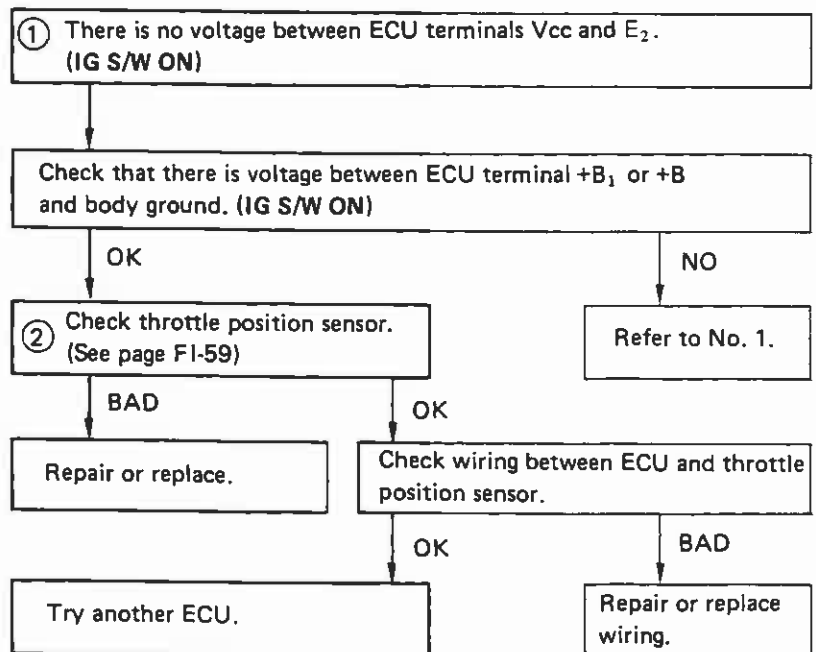 ① There is no voltage between ECU terminals Vcc and E₂.
(IG S/W ON)
Check that there is voltage between ECU terminal +B₁ or +B
and body ground. (IG S/W ON)
OK
NO
② Check throttle position sensor.
(See page FI-59)
Refer to No. 1.
BAD
OK
Repair or replace.
Check wiring between ECU and throttle
position sensor.
OK
BAD
Try another ECU.
Repair or replace
wiring.